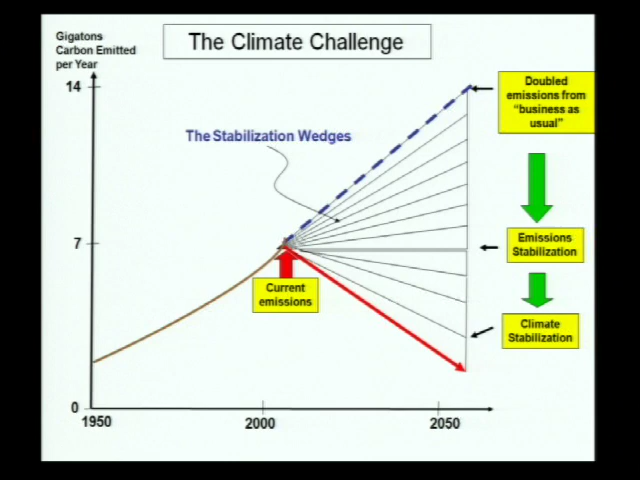 Gigatons
Carbon Emitted
per Year
The Climate Challenge
14
Doubled
emissions from
“business as
usual”
The Stabilization Wedges
7
Emissions
Stabilization
Current
emissions
Climate
Stabilization
0
1950
2000
2050